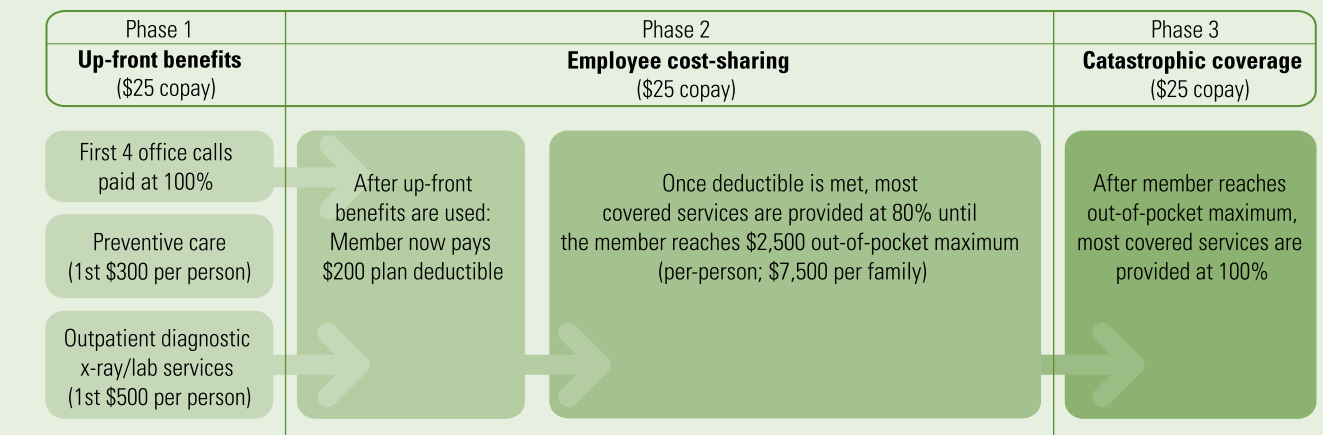 Phase 1
Up-front benefits
($25 copay)
Phase 2
Employee cost-sharing
($25 copay)
Phase 3
Catastrophic coverage
($25 copay)
First 4 office calls
paid at 100%
Preventive care
(1st $300 per person)
Outpatient diagnostic
x-ray/lab services
(1st $500 per person)
After up-front
benefits are used:
Member now pays
$200 plan deductible
Once deductible is met, most
covered services are provided at 80% until
the member reaches $2,500 out-of-pocket maximum
(per-person; $7,500 per family)
After member reaches
out-of-pocket maximum,
most covered services are
provided at 100%